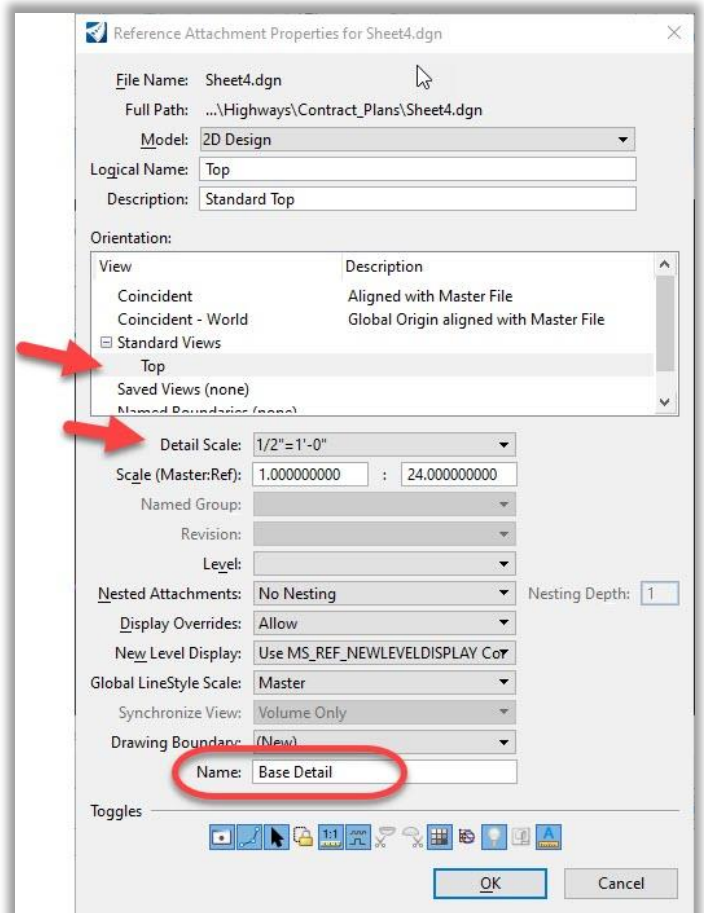 Reference Attachment Properties for Sheet4.dgn
File Name: Sheet4.dgn
Full Path: ...\Highways\Contract_Plans\Sheet4.dgn
Model: 2D Design
Logical Name: Top
Description: Standard Top
Orientation:
View Description
Coincident Aligned with Master File
Coincident - World Global Origin aligned with Master File
Standard Views
Top
Saved Views (none)
Named Boundaries (none)
Detail Scale: 1/2"=1'-0"
Scale (Master:Ref): 1.000000000 : 24.000000000
Named Group:
Revision:
Level:
Nested Attachments: No Nesting Nesting Depth: 1
Display Overrides: Allow
New Level Display: Use MS_REF_NEWLEVELDISPLAY Cor
Global LineStyle Scale: Master
Synchronize View: Volume Only
Drawing Boundary: (New)
Name: Base Detail
Toggles
1:1
A
OK Cancel